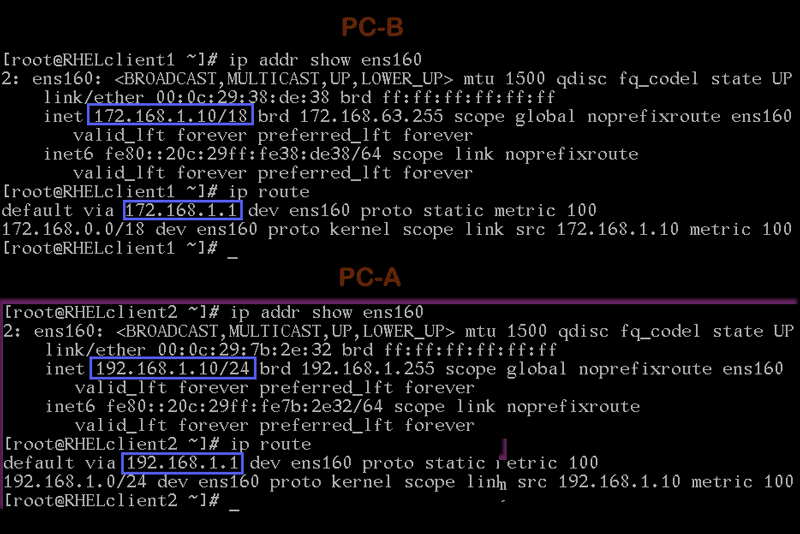 PC-B
[root@RHELclient1 ~]# ip addr show ens160
2: ens160: <BROADCAST,MULTICAST,UP,LOWER_UP> mtu 1500 qdisc fq_codel state UP
link/ether 00:0c:29:38:de:38 brd ff:ff:ff:ff:ff:ff
inet 172.168.1.10/18 brd 172.168.63.255 scope global noprefixroute ens160
valid_lft forever preferred_lft forever
inet6 fe80::20c:29ff:fe38:de38/64 scope link noprefixroute
valid_lft forever preferred_lft forever
[root@RHELclient1 ~]# ip route
default via 172.168.1.1 dev ens160 proto static metric 100
172.168.0.0/18 dev ens160 proto kernel scope link src 172.168.1.10 metric 100
[root@RHELclient1 ~]# _
PC-A
[root@RHELclient2 ~]# ip addr show ens160
2: ens160: <BROADCAST,MULTICAST,UP,LOWER_UP> mtu 1500 qdisc fq_codel state UP
link/ether 00:0c:29:7b:2e:32 brd ff:ff:ff:ff:ff:ff
inet 192.168.1.10/24 brd 192.168.1.255 scope global noprefixroute ens160
valid_lft forever preferred_lft forever
inet6 fe80::20c:29ff:fe7b:2e32/64 scope link noprefixroute
valid_lft forever preferred_lft forever
[root@RHELclient2 ~]# ip route
default via 192.168.1.1 dev ens160 proto static metric 100
192.168.1.0/24 dev ens160 proto kernel scope link src 192.168.1.10 metric 100
[root@RHELclient2 ~]# _